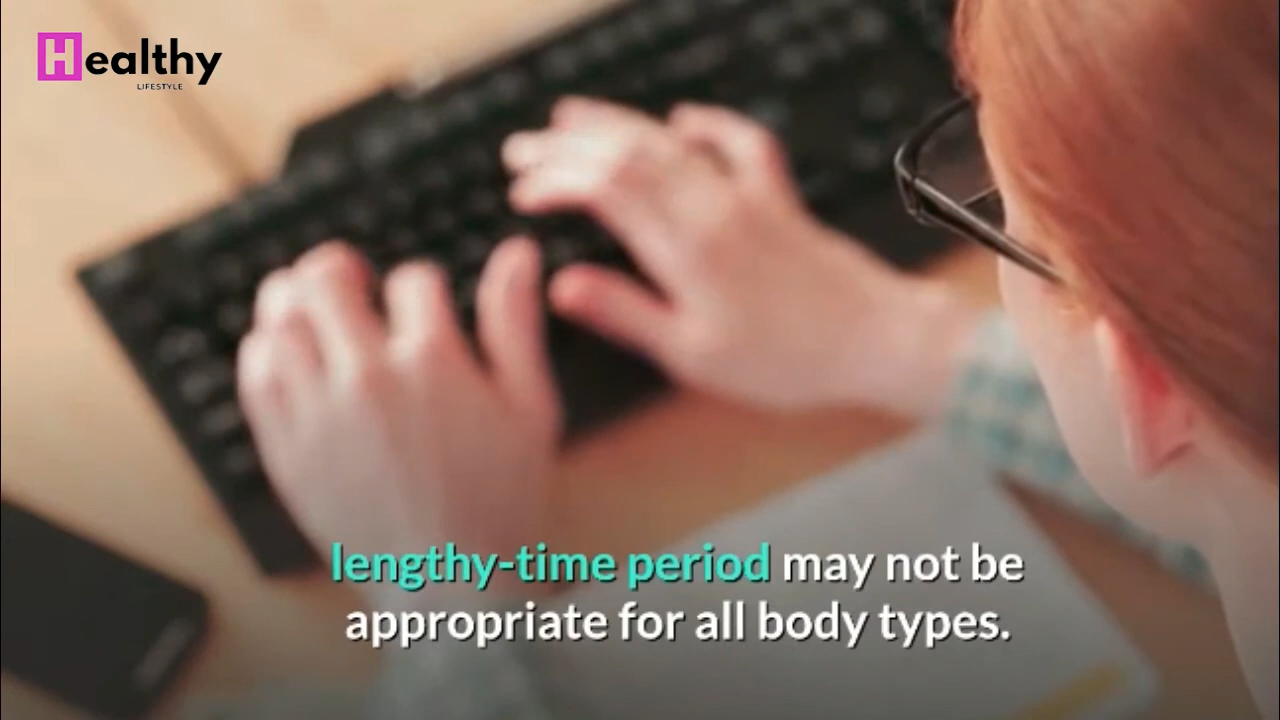 Healthy
LIFESTYLE
lengthy-time period may not be
appropriate for all body types.